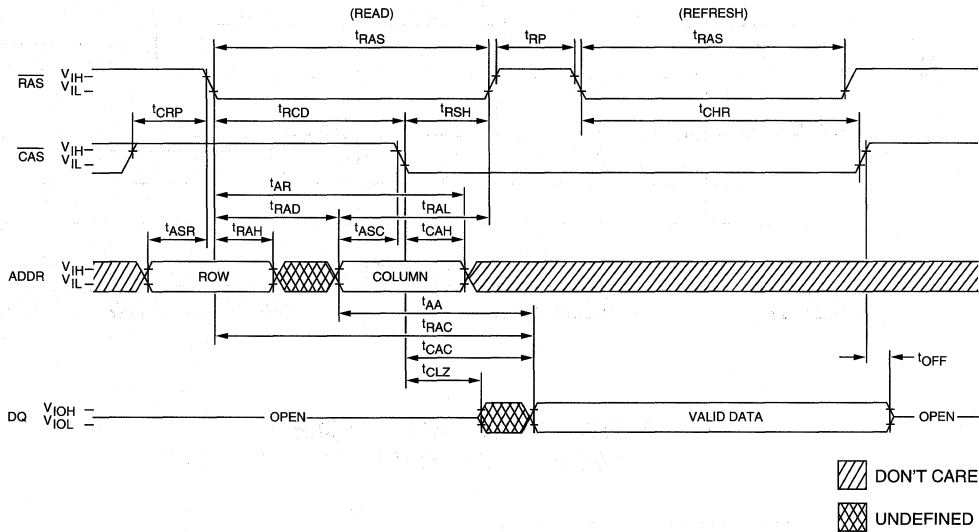 (READ) (REFRESH)
tRAS tRP tRAS
RAS VIH VIL
tCRP tRCD tRSH tCHR
CAS VIH VIL
tAR
tRAD tRAL
tASR tRAH tASC tCAH
ADDR VIH VIL ROW COLUMN
tAA
tRAC
tCAC
tCLZ tOFF
DQ VIOH VIOL OPEN VALID DATA OPEN
DON'T CARE
UNDEFINED